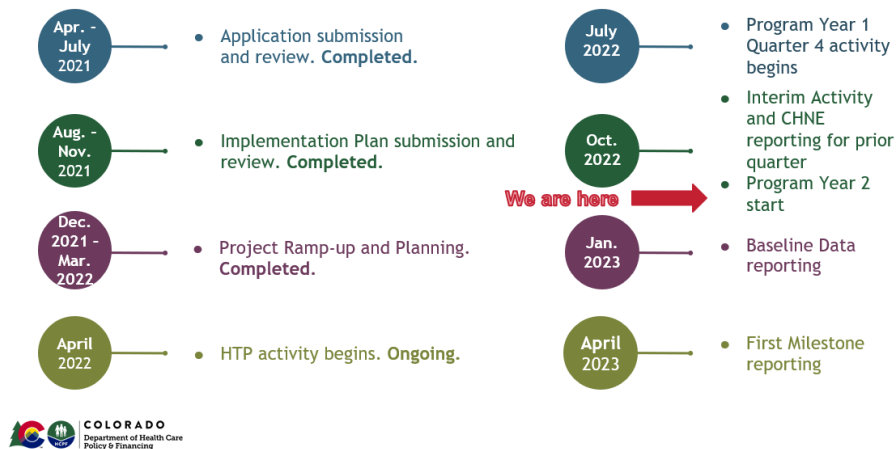 Apr. –
July
2021
• Application submission
and review. Completed.
Aug. –
Nov.
2021
• Implementation Plan submission and
review. Completed.
Dec.
2021 –
Mar.
2022
• Project Ramp-up and Planning.
Completed.
April
2022
• HTP activity begins. Ongoing.
July
2022
• Program Year 1
Quarter 4 activity
begins
Oct.
2022
• Interim Activity
and CHNE
reporting for prior
quarter
We are here
• Program Year 2
start
Jan.
2023
• Baseline Data
reporting
April
2023
• First Milestone
reporting
HCPF
COLORADO
Department of Health Care
Policy & Financing